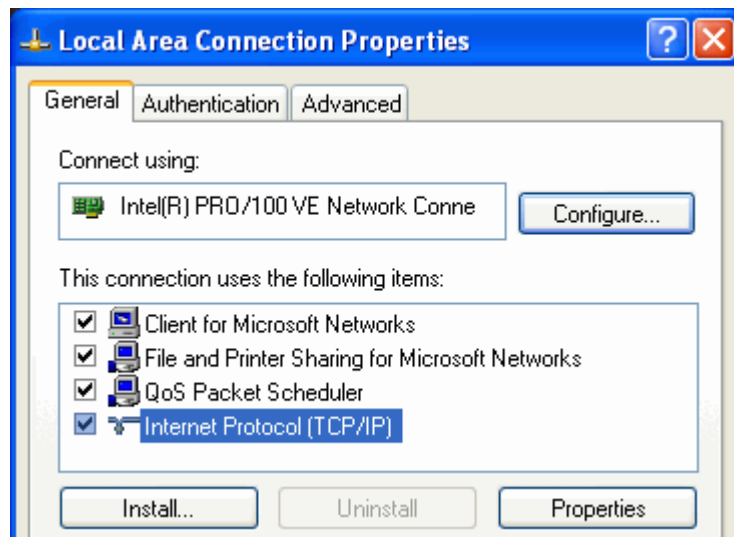 Local Area Connection Properties
General Authentication Advanced
Connect using:
Intel(R) PRO/100 VE Network Conne
Configure...
This connection uses the following items:
Client for Microsoft Networks
File and Printer Sharing for Microsoft Networks
QoS Packet Scheduler
Internet Protocol (TCP/IP)
Install... Uninstall Properties